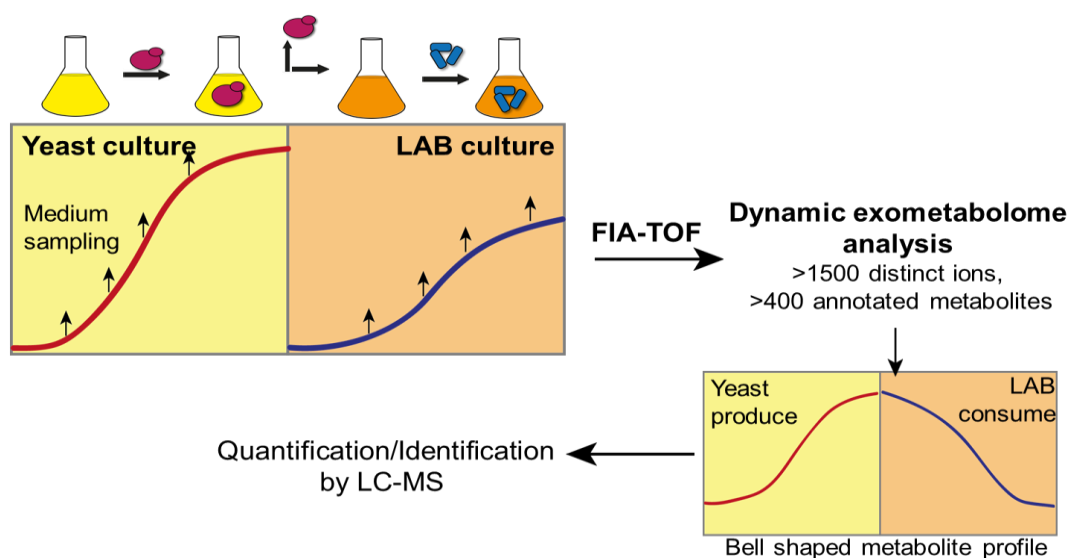 Yeast culture
LAB culture
Medium
sampling
FIA-TOF
Dynamic exometabolome
analysis
>1500 distinct ions,
>400 annotated metabolites
Yeast
produce
LAB
consume
Bell shaped metabolite profile
Quantification/Identification
by LC-MS